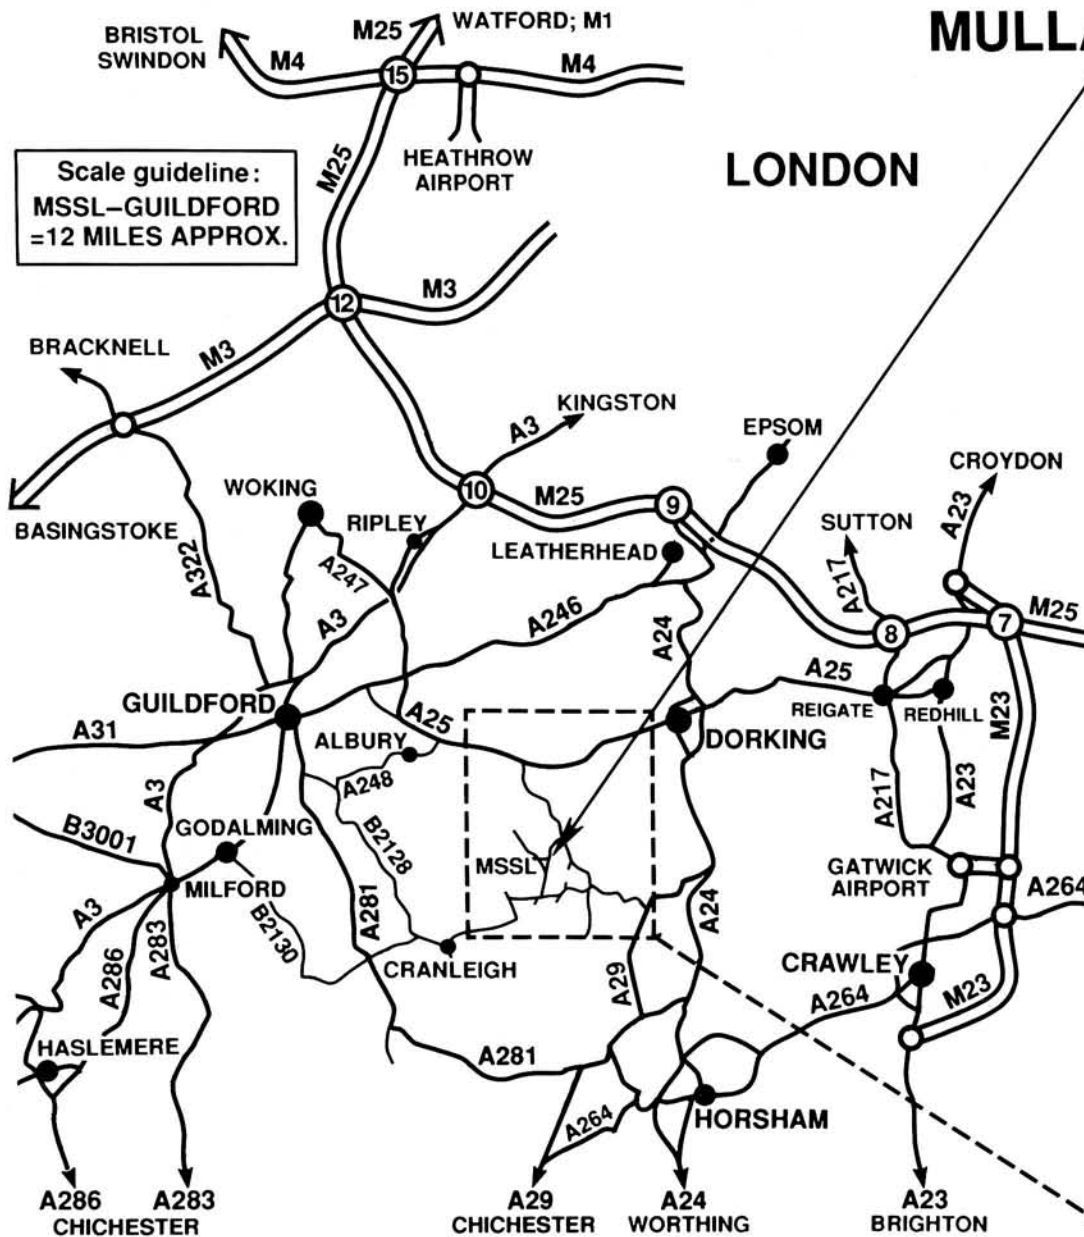 MULLA
WATFORD; M1
M25
BRISTOL
SWINDON
M4
15
M4
HEATHROW
AIRPORT
LONDON
M25
Scale guideline:
MSSL–GUILDFORD
=12 MILES APPROX.
12
M3
M3
BRACKNELL
BASINGSTOKE
A3
KINGSTON
EPSOM
CROYDON
WOKING
10
M25
9
RIPLEY
LEATHERHEAD
SUTTON
A23
A322
A247
A217
A3
A246
A24
8
7
M25
GUILDFORD
A25
A25
REIGATE
REDHILL
M23
A31
ALBURY
DORKING
A248
A3
A217
A23
B3001
GODALMING
B2128
MSSL
GATWICK
AIRPORT
MILFORD
A281
A264
A3
A286
A283
B2130
CRANLEIGH
A24
A29
CRAWLEY
A264
M23
HASLEMERE
A281
A264
HORSHAM
A286
CHICHESTER
A283
A29
CHICHESTER
A24
WORTHING
A23
BRIGHTON